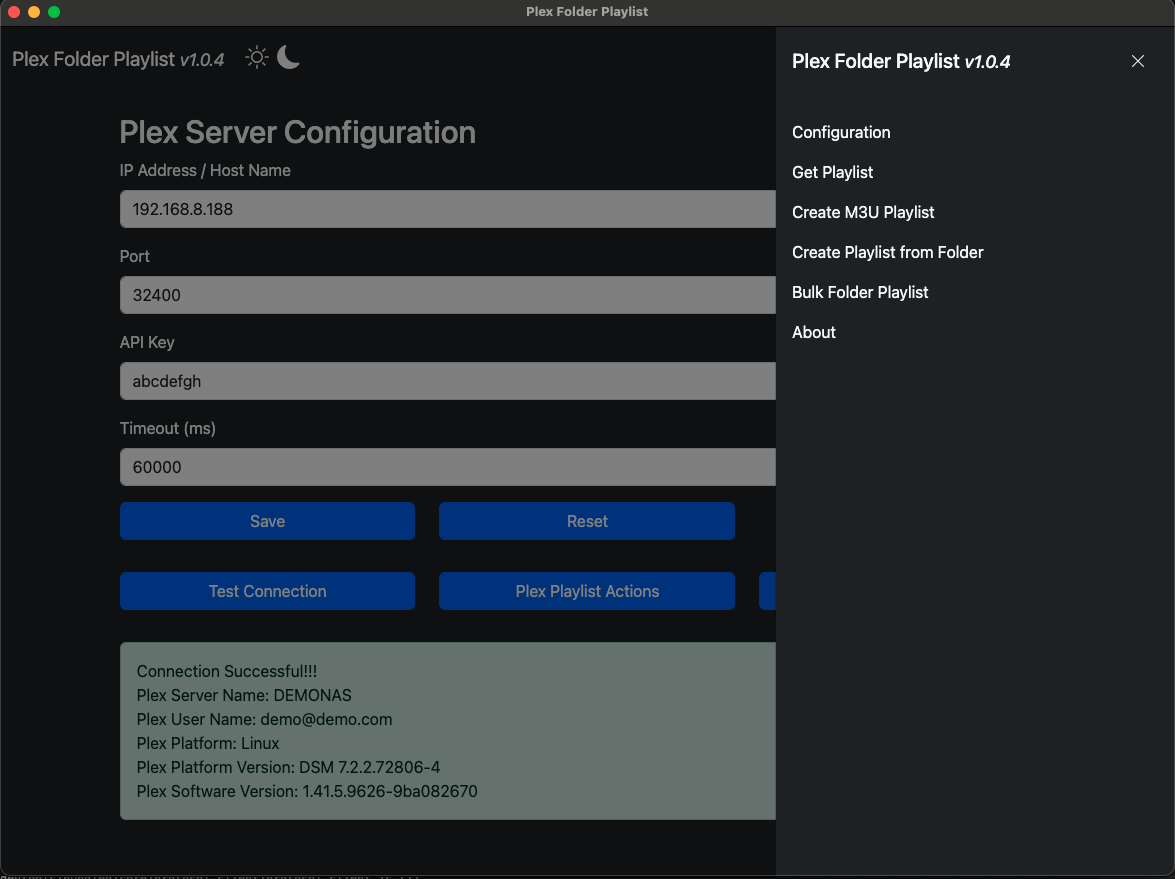 Plex Folder Playlist
Plex Folder Playlist v1.0.4
Plex Server Configuration
IP Address / Host Name
192.168.8.188
Port
32400
API Key
abcdefgh
Timeout (ms)
60000
Save
Reset
Test Connection
Plex Playlist Actions
Connection Successful!!!
Plex Server Name: DEMONAS
Plex User Name: demo@demo.com
Plex Platform: Linux
Plex Platform Version: DSM 7.2.2.72806-4
Plex Software Version: 1.41.5.9626-9ba082670
Plex Folder Playlist v1.0.4
Configuration
Get Playlist
Create M3U Playlist
Create Playlist from Folder
Bulk Folder Playlist
About